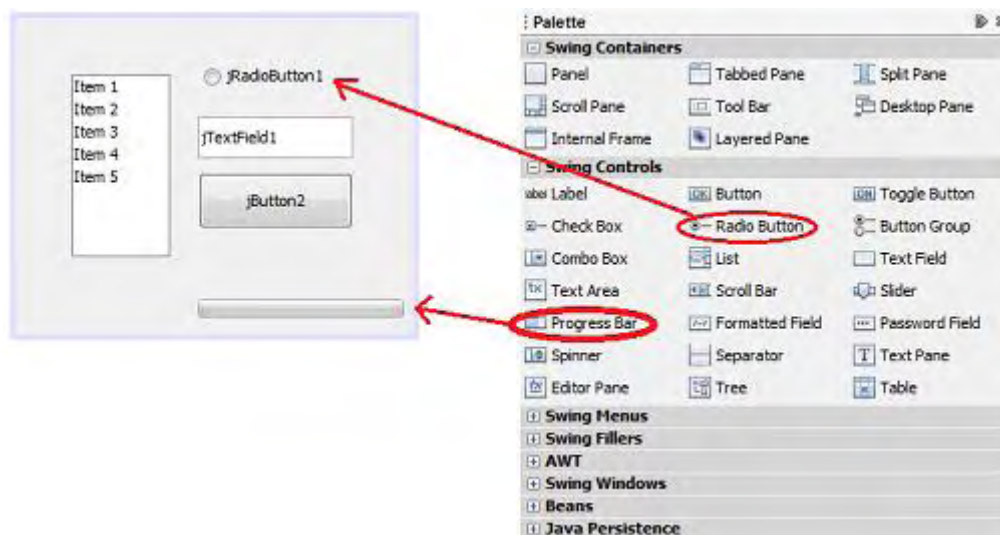 Item 1
Item 2
Item 3
Item 4
Item 5
jRadioButton1
jTextField1
jButton2
Palette
Swing Containers
Panel Tabbed Pane Split Pane
Scroll Pane Tool Bar Desktop Pane
Internal Frame Layered Pane
Swing Controls
label Label OK Button ON Toggle Button
Check Box Radio Button Button Group
Combo Box List Text Field
Text Area Scroll Bar Slider
Progress Bar Formatted Field Password Field
Spinner Separator T Text Pane
Editor Pane Tree Table
Swing Menus
Swing Fillers
AWT
Swing Windows
Beans
Java Persistence